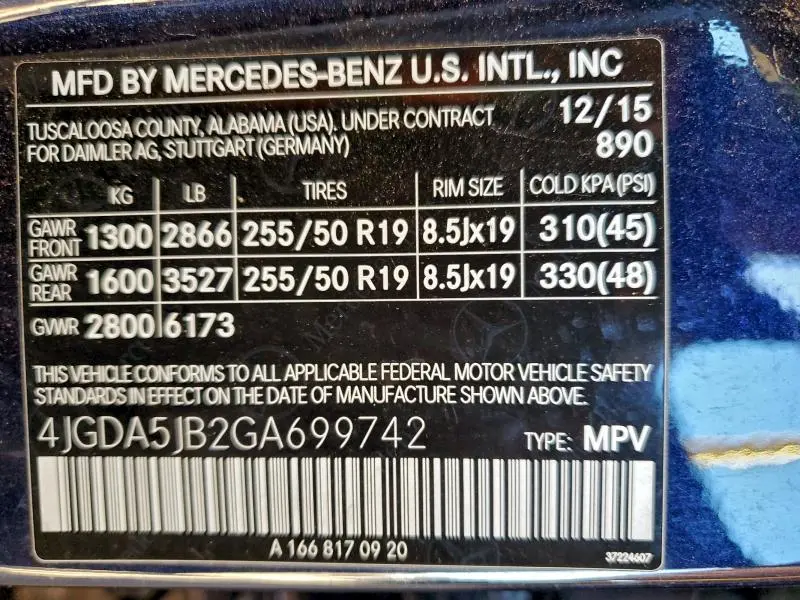 MFD BY MERCEDES-BENZ U.S. INTL., INC
TUSCALOOSA COUNTY, ALABAMA (USA). UNDER CONTRACT 12/15
FOR DAIMLER AG, STUTTGART (GERMANY) 890
KG LB TIRES RIM SIZE COLD KPA(PSI)
GAWR FRONT 1300 2866 255/50 R19 8.5Jx19 310(45)
GAWR REAR 1600 3527 255/50 R19 8.5Jx19 330(48)
GVWR 2800 6173
THIS VEHICLE CONFORMS TO ALL APPLICABLE FEDERAL MOTOR VEHICLE SAFETY
STANDARDS IN EFFECT ON THE DATE OF MANUFACTURE SHOWN ABOVE.
4JGDA5JB2GA699742 TYPE: MPV
A 166 817 09 20
37224607